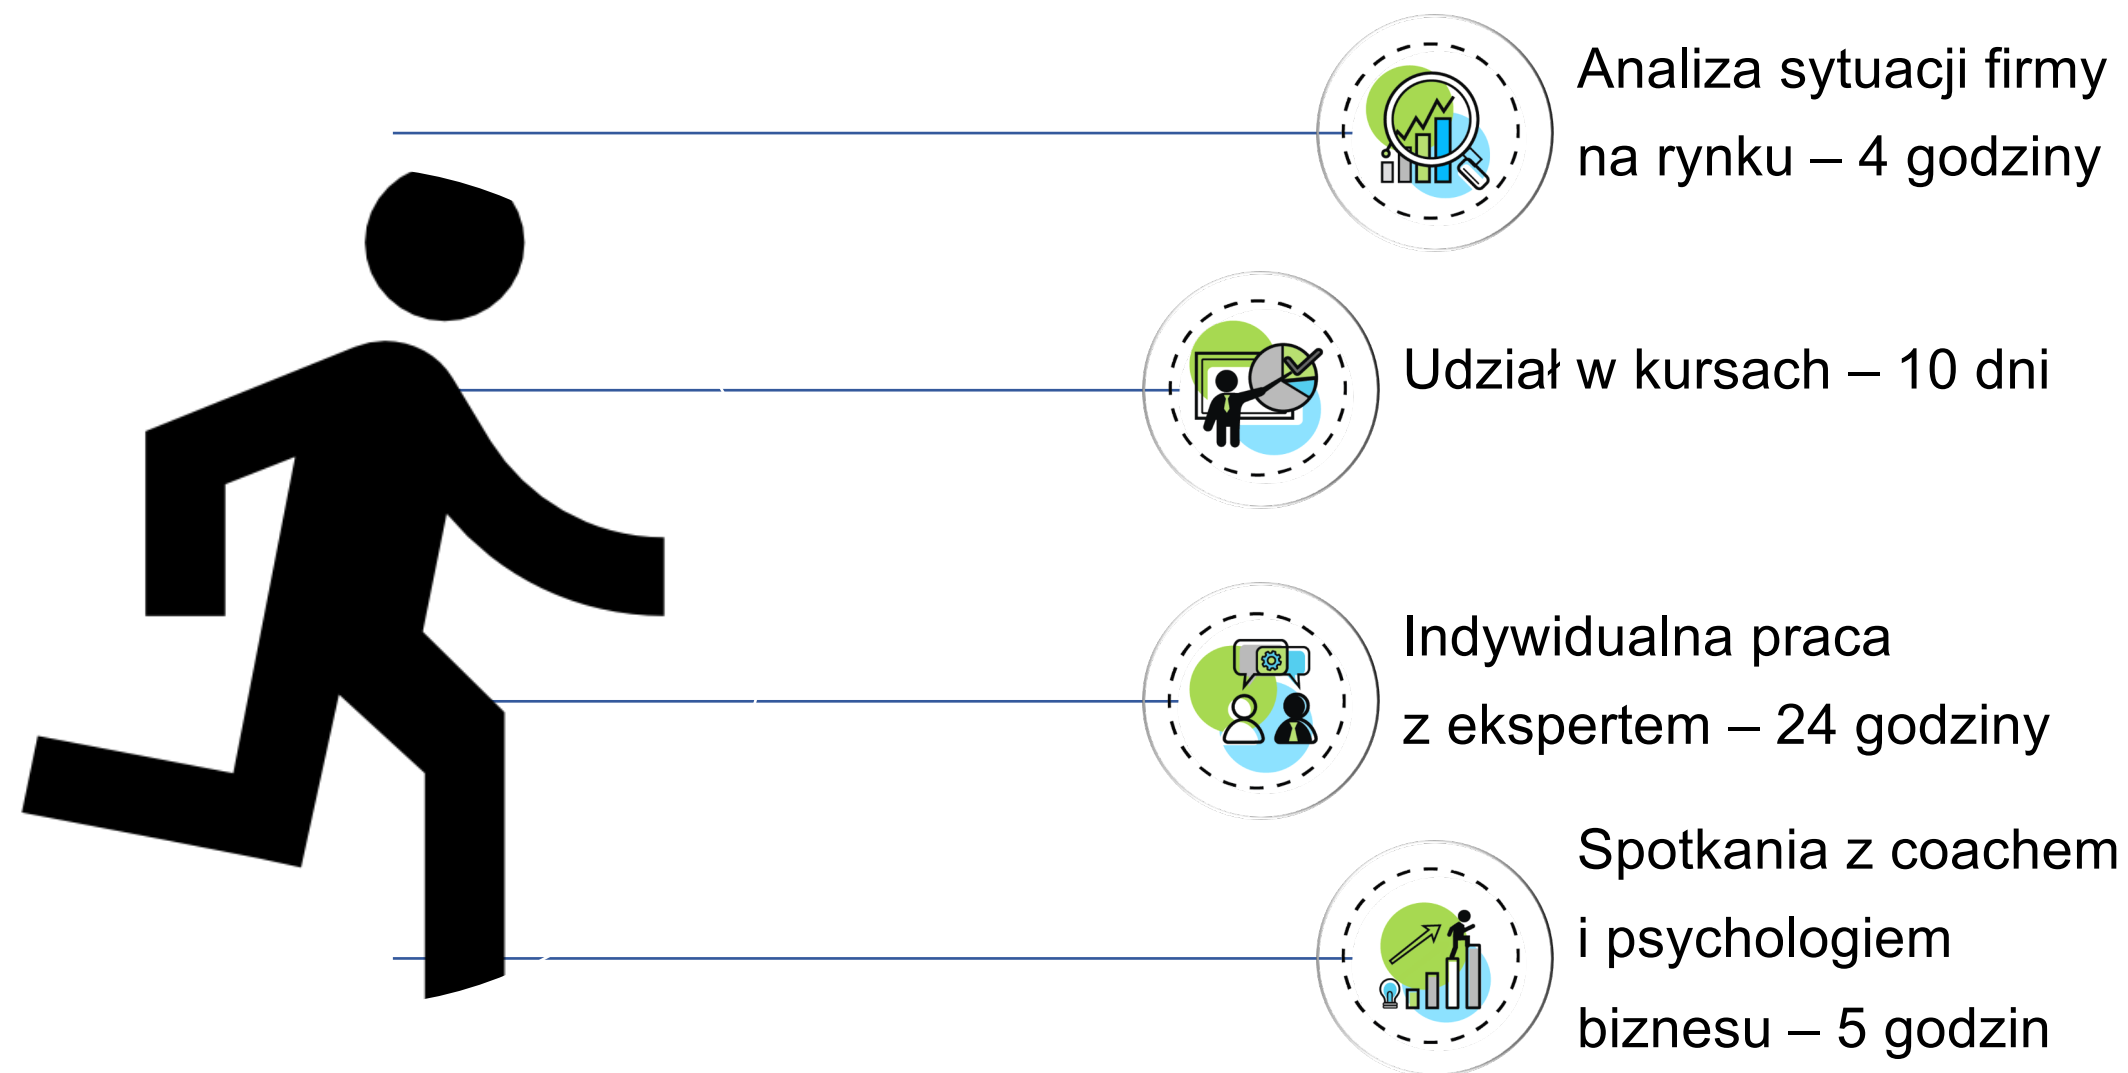 Analiza sytuacji firmy
na rynku – 4 godziny
Udział w kursach – 10 dni
Indywidualna praca
z ekspertem – 24 godziny
Spotkania z coachem
i psychologiem
biznesu – 5 godzin